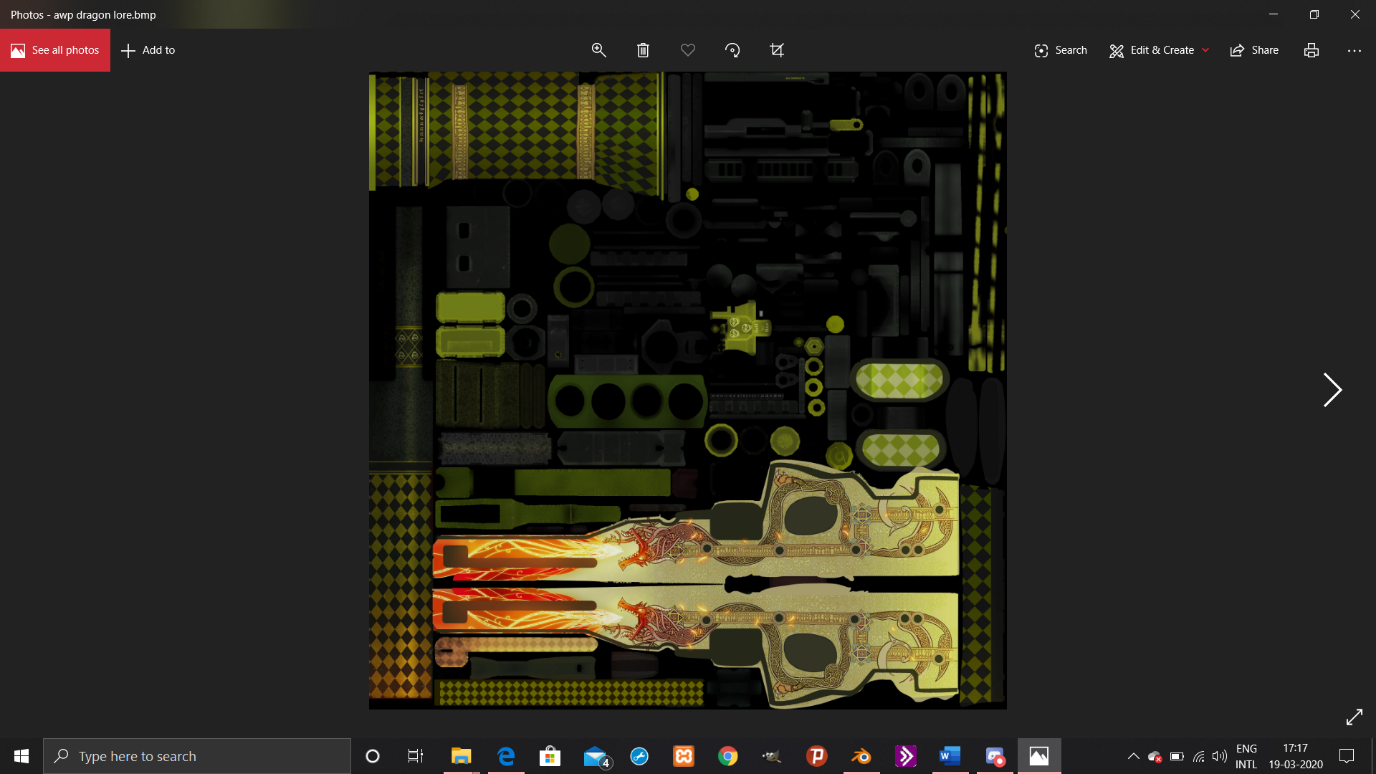 Photos - awp dragon lore.bmp
See all photos
Add to
Search
Edit & Create
Share
Type here to search
4
ENG
INTL
17:17
19-03-2020